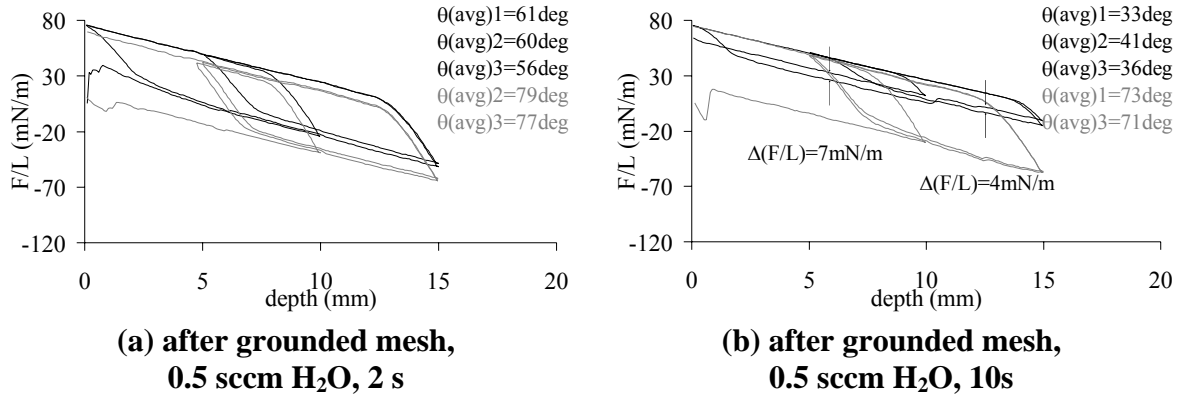 80
30
-20
-70
-120
F/L (mN/m)
0
5
10
15
20
depth (mm)
θ(avg)1=61deg
θ(avg)2=60deg
θ(avg)3=56deg
θ(avg)2=79deg
θ(avg)3=77deg
(a) after grounded mesh,
0.5 sccm H₂O, 2 s
80
30
-20
-70
-120
F/L (mN/m)
0
5
10
15
20
depth (mm)
θ(avg)1=33deg
θ(avg)2=41deg
θ(avg)3=36deg
θ(avg)1=73deg
θ(avg)3=71deg
Δ(F/L)=7mN/m
Δ(F/L)=4mN/m
(b) after grounded mesh,
0.5 sccm H₂O, 10s